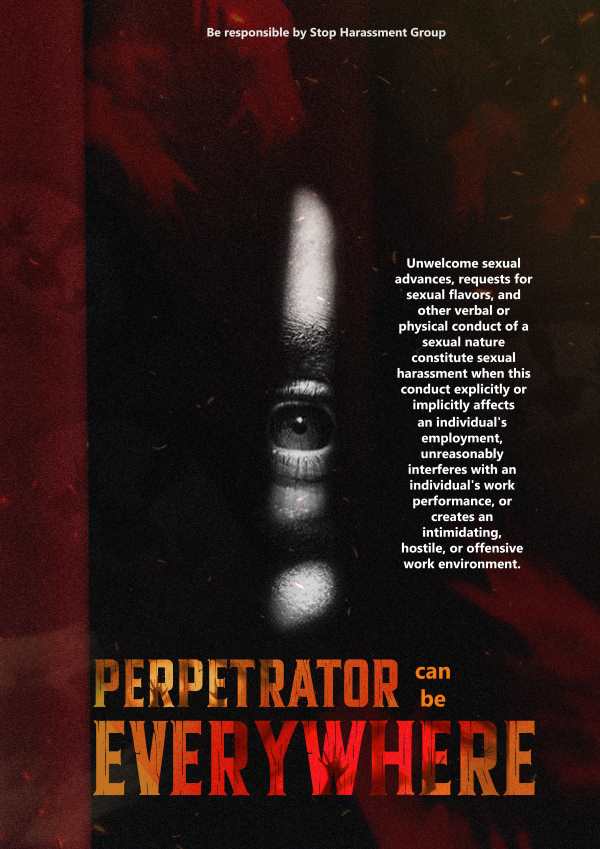 Be responsible by Stop Harassment Group
Unwelcome sexual
advances, requests for
sexual flavors, and
other verbal or
physical conduct of a
sexual nature
constitute sexual
harassment when this
conduct explicitly or
implicitly affects
an individual's
employment,
unreasonably
interferes with an
individual's work
performance, or
creates an
intimidating,
hostile, or offensive
work environment.
PERPETRATOR can
be
EVERYWHERE